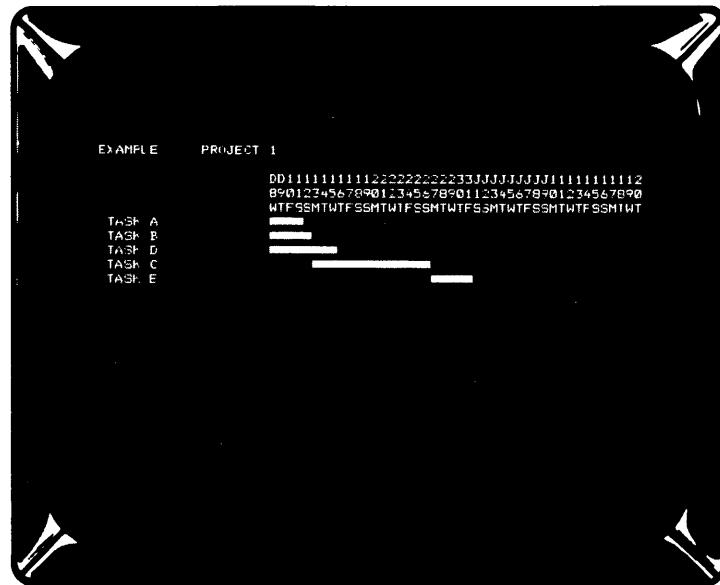 EXAMPLE PROJECT 1
DD1111111111222222222233JJJJJJJJJ11111111112
89012345678901234567890112345678901234567890
WTFSSMTWTFSSMTWTFSSMTWTFSSMTWTFSSMTWTFSSMTWT
TASK A
TASK B
TASK D
TASK C
TASK E